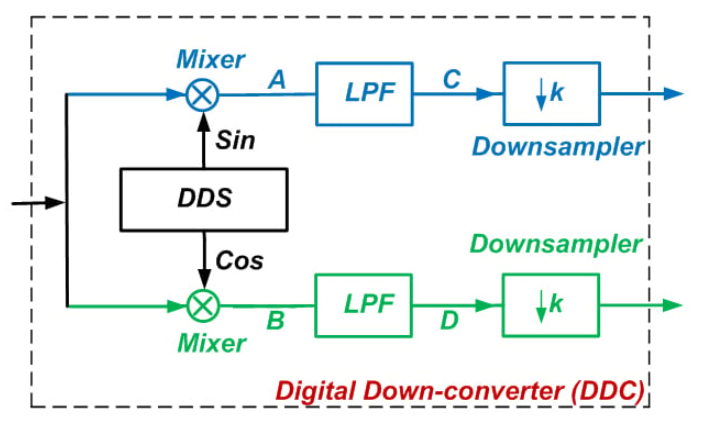 Mixer
A
LPF
C
↓k
Sin
Downsampler
DDS
Cos
Downsampler
Mixer
B
LPF
D
↓k
Digital Down-converter (DDC)